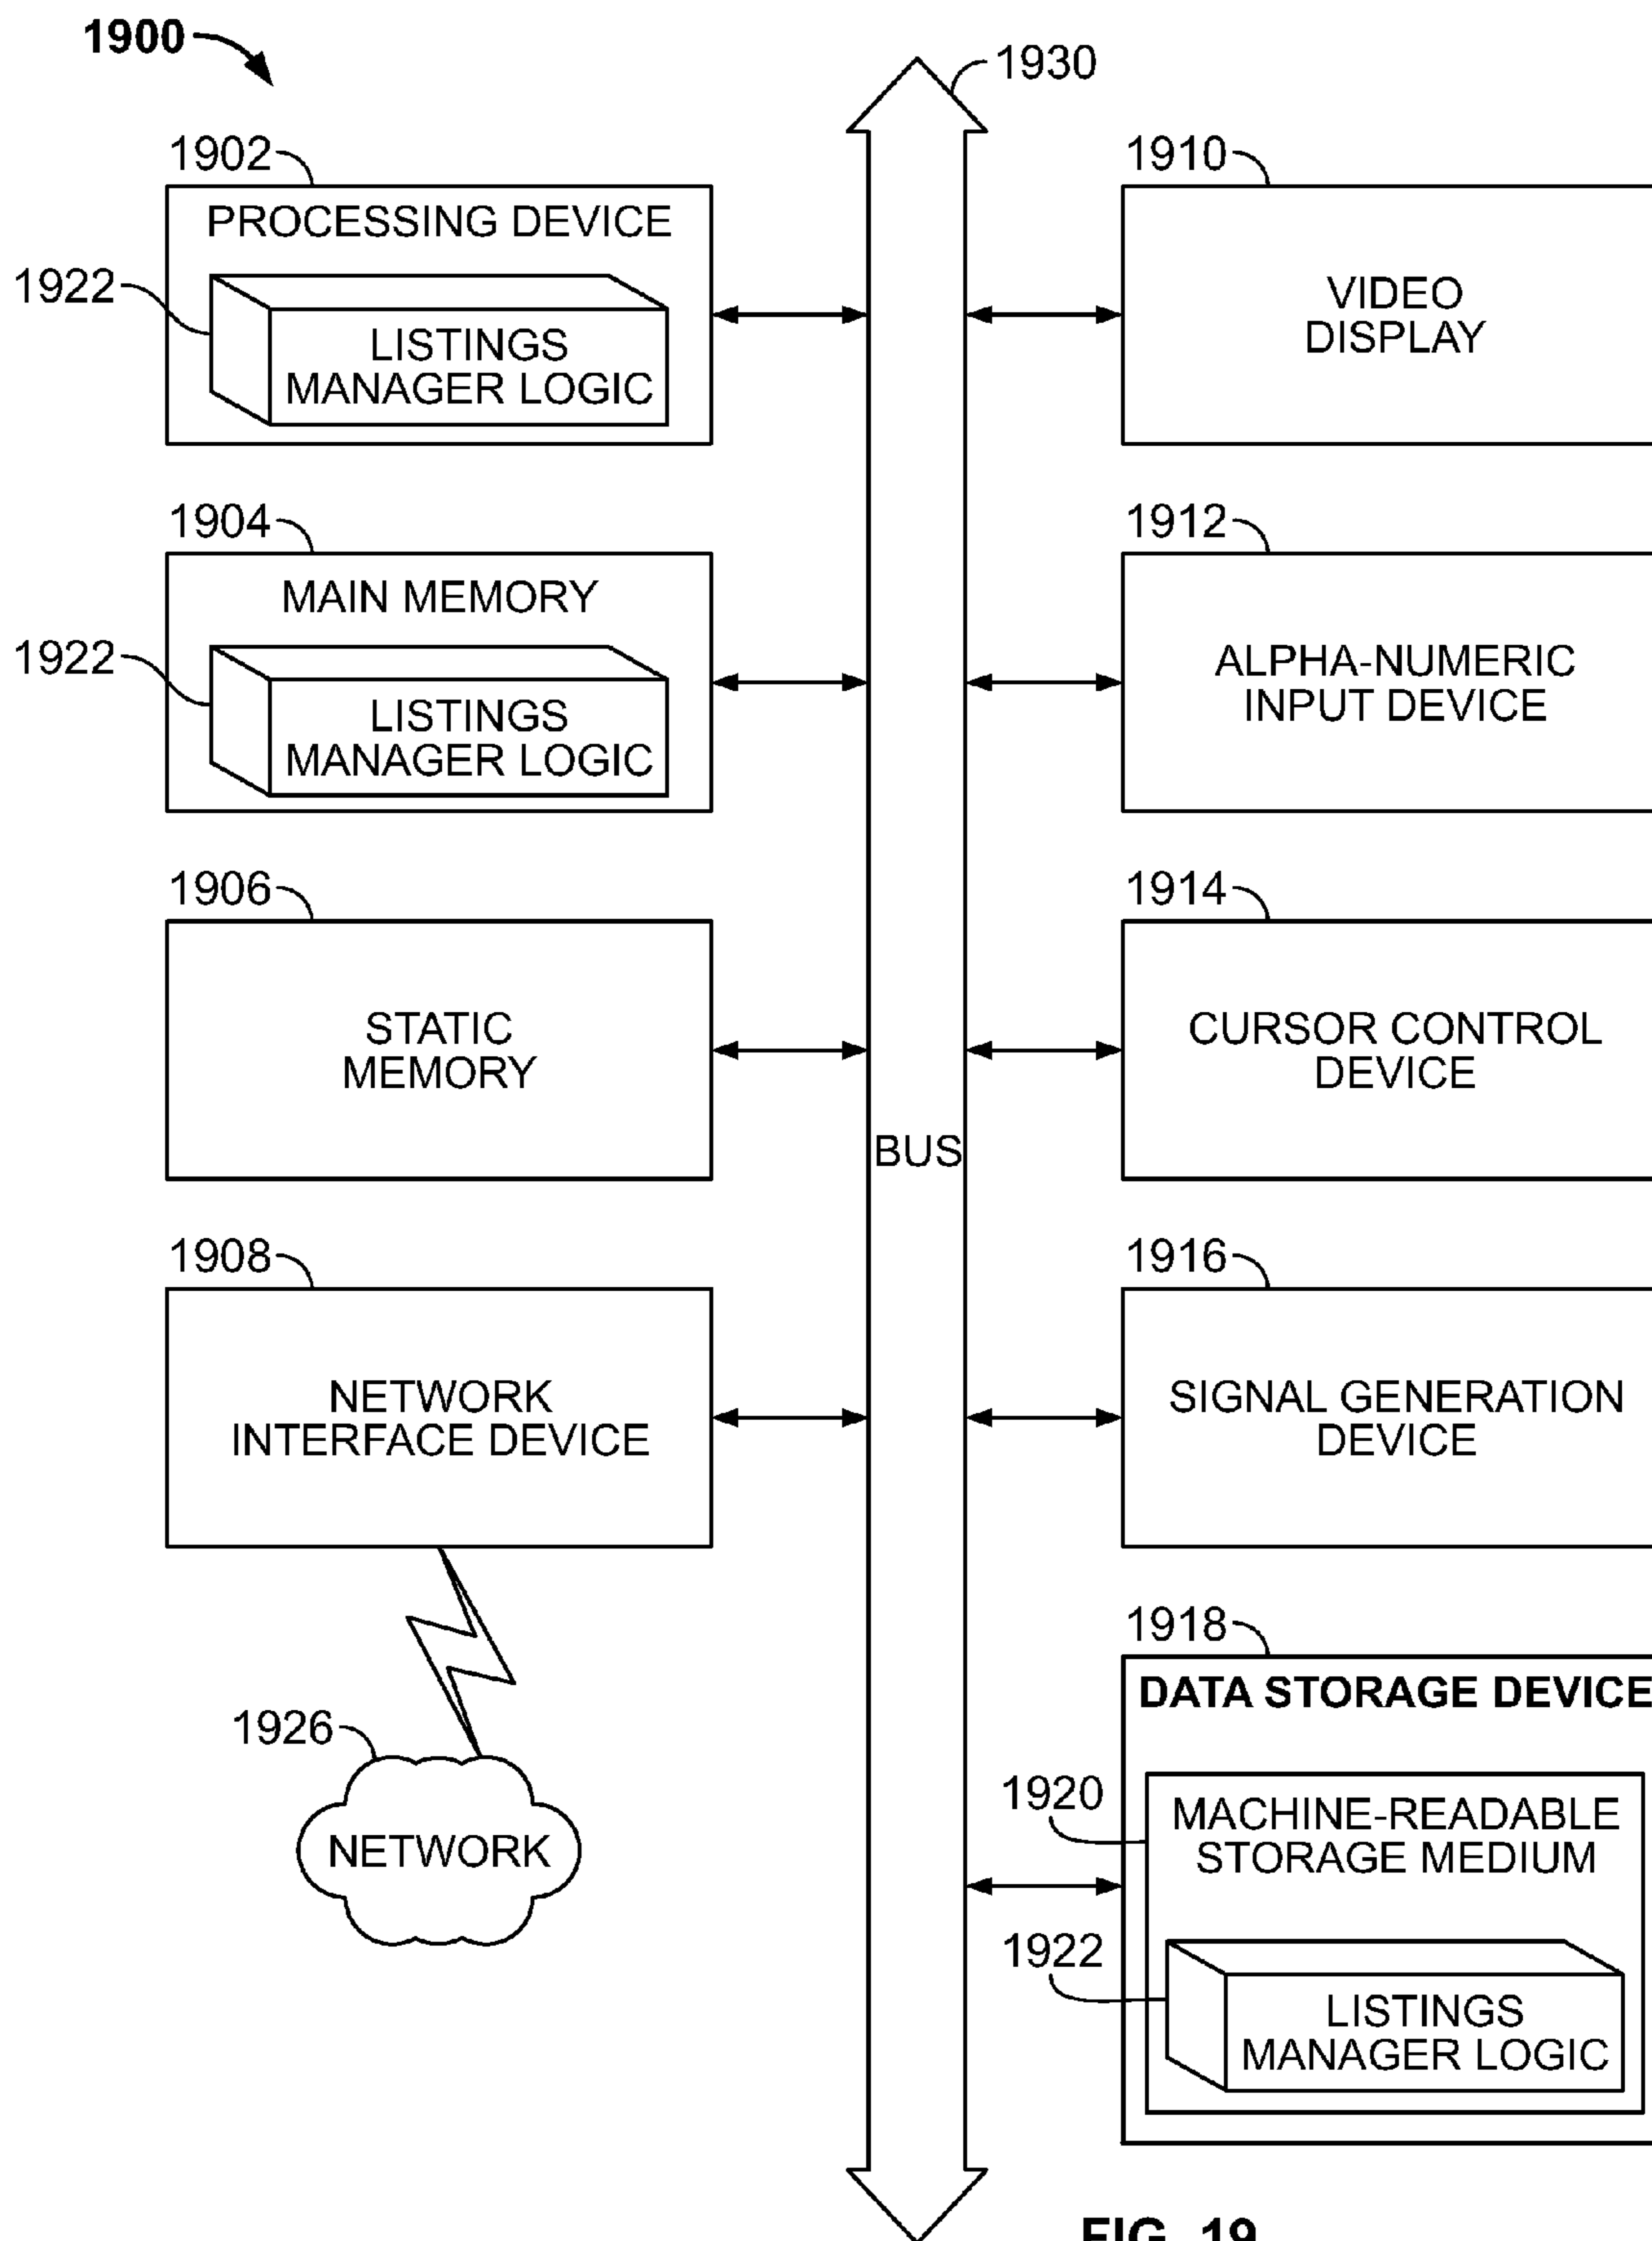 1900
1930
1902
PROCESSING DEVICE
1922
LISTINGS
MANAGER LOGIC
1904
MAIN MEMORY
1922
LISTINGS
MANAGER LOGIC
1906
STATIC
MEMORY
1908
NETWORK
INTERFACE DEVICE
1926
NETWORK
BUS
1910
VIDEO
DISPLAY
1912
ALPHA-NUMERIC
INPUT DEVICE
1914
CURSOR CONTROL
DEVICE
1916
SIGNAL GENERATION
DEVICE
1918
DATA STORAGE DEVICE
1920
MACHINE-READABLE
STORAGE MEDIUM
1922
LISTINGS
MANAGER LOGIC
FIG. 19